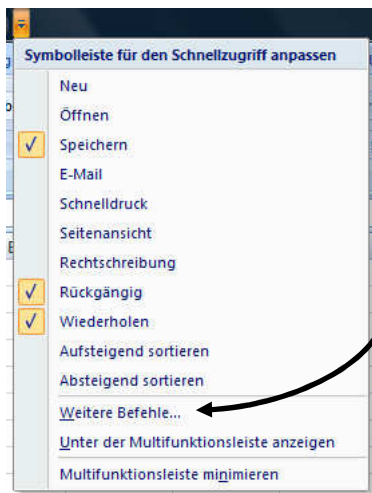 Symbolleiste für den Schnellzugriff anpassen
Neu
Öffnen
Speichern
E-Mail
Schnelldruck
Seitenansicht
Rechtschreibung
Rückgängig
Wiederholen
Aufsteigend sortieren
Absteigend sortieren
Weitere Befehle...
Unter der Multifunktionsleiste anzeigen
Multifunktionsleiste minimieren